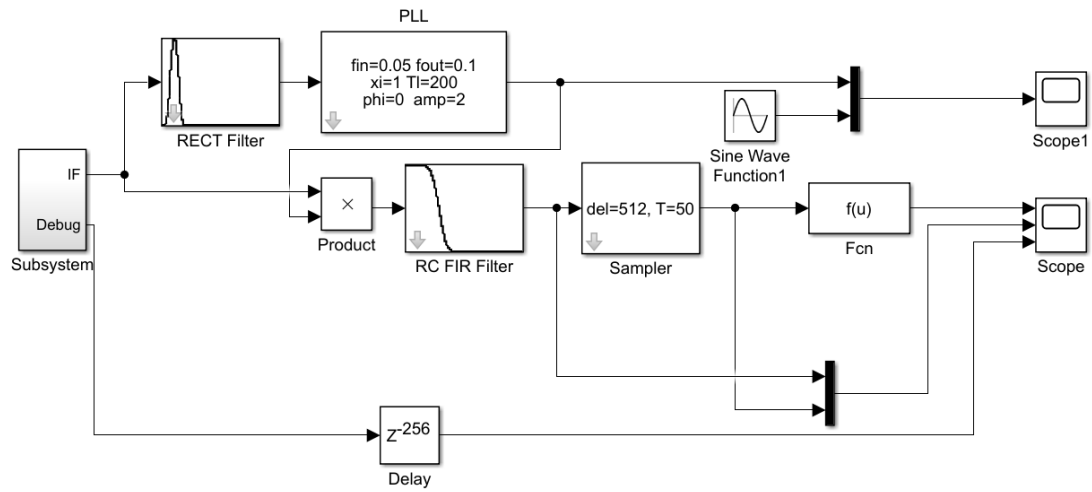 PLL
fin=0.05 fout=0.1
xi=1 Tl=200
phi=0 amp=2
RECT Filter
Sine Wave
Function1
Scope1
IF
Debug
Subsystem
×
Product
RC FIR Filter
del=512, T=50
Sampler
f(u)
Fcn
Scope
Z-256
Delay